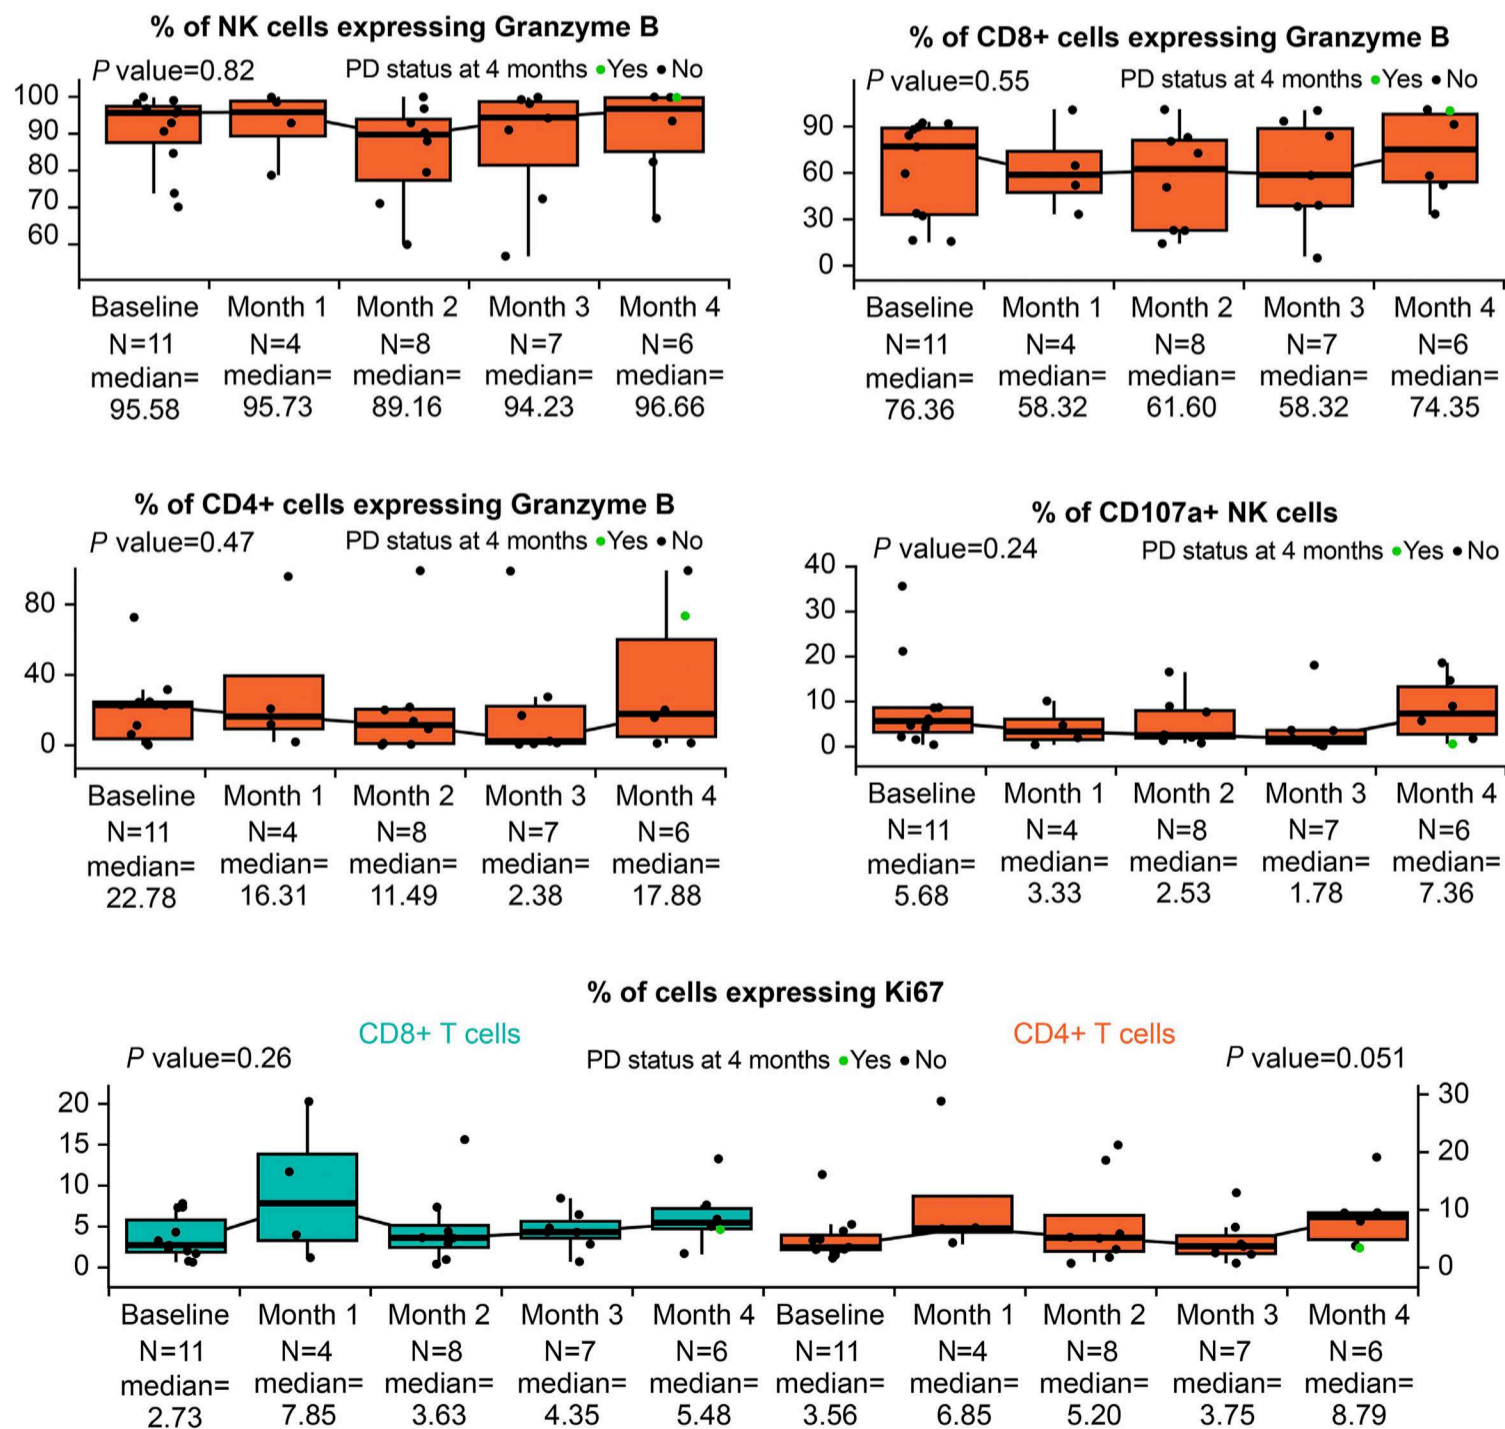 % of NK cells expressing Granzyme B
P value=0.82 PD status at 4 months Yes No
100
90
80
70
60
Baseline Month 1 Month 2 Month 3 Month 4
N=11 N=4 N=8 N=7 N=6
median= median= median= median= median=
95.58 95.73 89.16 94.23 96.66
% of CD8+ cells expressing Granzyme B
P value=0.55 PD status at 4 months Yes No
90
60
30
0
Baseline Month 1 Month 2 Month 3 Month 4
N=11 N=4 N=8 N=7 N=6
median= median= median= median= median=
76.36 58.32 61.60 58.32 74.35
% of CD4+ cells expressing Granzyme B
P value=0.47 PD status at 4 months Yes No
80
40
0
Baseline Month 1 Month 2 Month 3 Month 4
N=11 N=4 N=8 N=7 N=6
median= median= median= median= median=
22.78 16.31 11.49 2.38 17.88
% of CD107a+ NK cells
P value=0.24 PD status at 4 months Yes No
40
30
20
10
0
Baseline Month 1 Month 2 Month 3 Month 4
N=11 N=4 N=8 N=7 N=6
median= median= median= median= median=
5.68 3.33 2.53 1.78 7.36
% of cells expressing Ki67
CD8+ T cells CD4+ T cells
P value=0.26 PD status at 4 months Yes No P value=0.051
20
15
10
5
0
30
20
10
0
Baseline Month 1 Month 2 Month 3 Month 4 Baseline Month 1 Month 2 Month 3 Month 4
N=11 N=4 N=8 N=7 N=6 N=11 N=4 N=8 N=7 N=6
median= median= median= median= median= median= median= median= median= median=
2.73 7.85 3.63 4.35 5.48 3.56 6.85 5.20 3.75 8.79